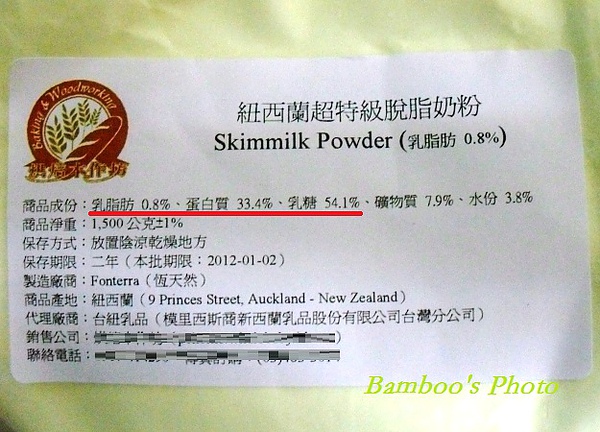 Baking & Woodworking
烘焙木作坊
紐西蘭超特級脫脂奶粉
Skimmilk Powder (乳脂肪 0.8%)
商品成份：乳脂肪 0.8%、蛋白質 33.4%、乳糖 54.1%、礦物質 7.9%、水份 3.8%
商品淨重：1,500 公克±1%
保存方式：放置陰涼乾燥地方
保存期限：二年（本批期限：2012-01-02）
製造廠商：Fonterra（恆天然）
商品產地：紐西蘭（9 Princes Street, Auckland - New Zealand）
代理廠商：台紐乳品（模里西斯商新西蘭乳品股份有限公司台灣分公司）
銷售公司：
聯絡電話：
Bamboo's Photo